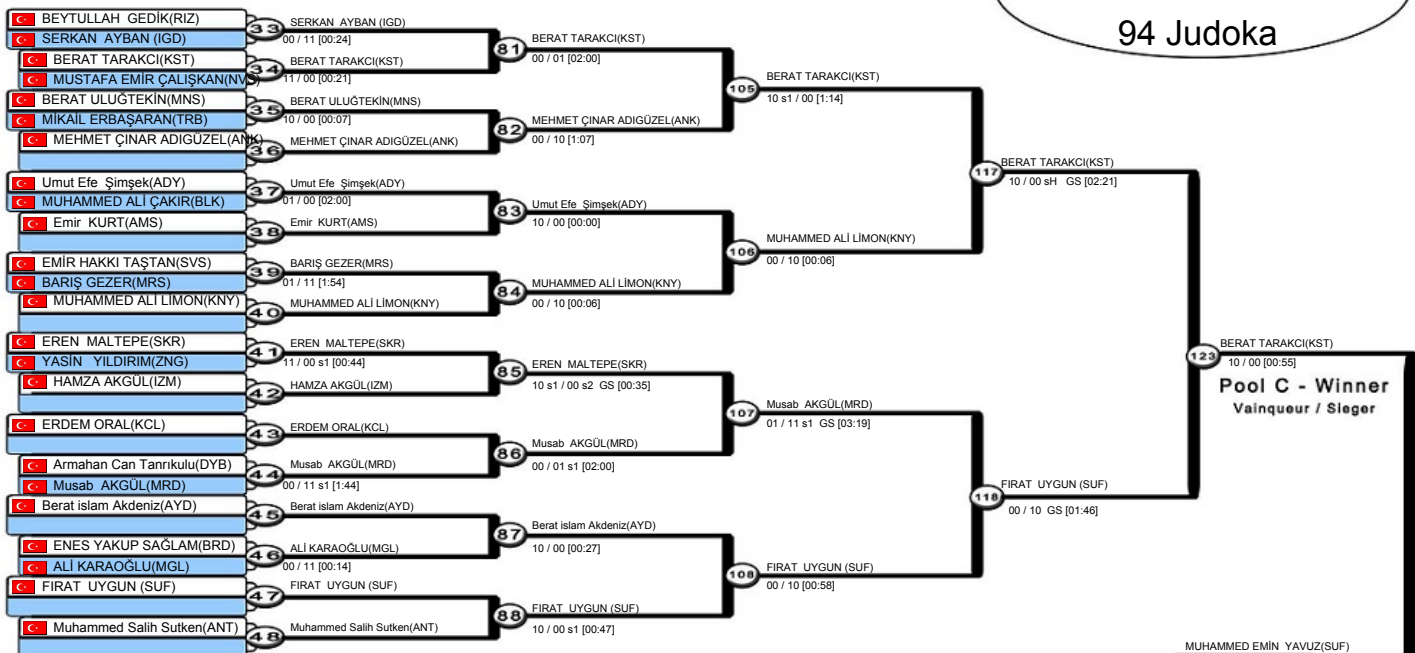 94 Judoka
BEYTULLAH GEDİK(RIZ)
SERKAN AYBAN (IGD)
BERAT TARAKCI(KST)
MUSTAFA EMİR ÇALIŞKAN(NVS)
BERAT ULUĞTEKİN(MNS)
MİKAİL ERBAŞARAN(TRB)
MEHMET ÇINAR ADIGÜZEL(ANK)
Umut Efe Şimşek(ADY)
MUHAMMED ALİ ÇAKIR(BLK)
Emir KURT(AMS)
EMİR HAKKI TAŞTAN(SVS)
BARIŞ GEZER(MRS)
MUHAMMED ALİ LİMON(KNY)
EREN MALTEPE(SKR)
YASİN YILDIRIM(ZNG)
HAMZA AKGÜL(IZM)
ERDEM ORAL(KCL)
Armahan Can Tanrıkulu(DYB)
Musab AKGÜL(MRD)
Berat islam Akdeniz(AYD)
ENES YAKUP SAĞLAM(BRD)
ALİ KARAOĞLU(MGL)
FIRAT UYGUN (SUF)
Muhammed Salih Sutken(ANT)
33
SERKAN AYBAN (IGD)
00 / 11 [00:24]
34
BERAT TARAKCI(KST)
11 / 00 [00:21]
35
BERAT ULUĞTEKİN(MNS)
10 / 00 [00:07]
36
MEHMET ÇINAR ADIGÜZEL(ANK)
37
Umut Efe Şimşek(ADY)
01 / 00 [02:00]
38
Emir KURT(AMS)
39
BARIŞ GEZER(MRS)
01 / 11 [1:54]
40
MUHAMMED ALİ LİMON(KNY)
41
EREN MALTEPE(SKR)
11 / 00 s1 [00:44]
42
HAMZA AKGÜL(IZM)
43
ERDEM ORAL(KCL)
44
Musab AKGÜL(MRD)
00 / 11 s1 [1:44]
45
Berat islam Akdeniz(AYD)
46
ALİ KARAOĞLU(MGL)
00 / 11 [00:14]
47
FIRAT UYGUN (SUF)
48
Muhammed Salih Sutken(ANT)
81
BERAT TARAKCI(KST)
00 / 01 [02:00]
82
MEHMET ÇINAR ADIGÜZEL(ANK)
00 / 10 [1:07]
83
Umut Efe Şimşek(ADY)
10 / 00 [00:00]
84
MUHAMMED ALİ LİMON(KNY)
00 / 10 [00:06]
85
EREN MALTEPE(SKR)
10 s1 / 00 s2 GS [00:35]
86
Musab AKGÜL(MRD)
00 / 01 s1 [02:00]
87
Berat islam Akdeniz(AYD)
10 / 00 [00:27]
88
FIRAT UYGUN (SUF)
10 / 00 s1 [00:47]
105
BERAT TARAKCI(KST)
10 s1 / 00 [1:14]
106
MUHAMMED ALİ LİMON(KNY)
00 / 10 [00:06]
107
Musab AKGÜL(MRD)
01 / 11 s1 GS [03:19]
108
FIRAT UYGUN (SUF)
00 / 10 [00:58]
117
BERAT TARAKCI(KST)
10 / 00 sH GS [02:21]
118
FIRAT UYGUN (SUF)
00 / 10 GS [01:46]
123
BERAT TARAKCI(KST)
10 / 00 [00:55]
Pool C - Winner
Vainqueur / Sieger
MUHAMMED EMİN YAVUZ(SUF)